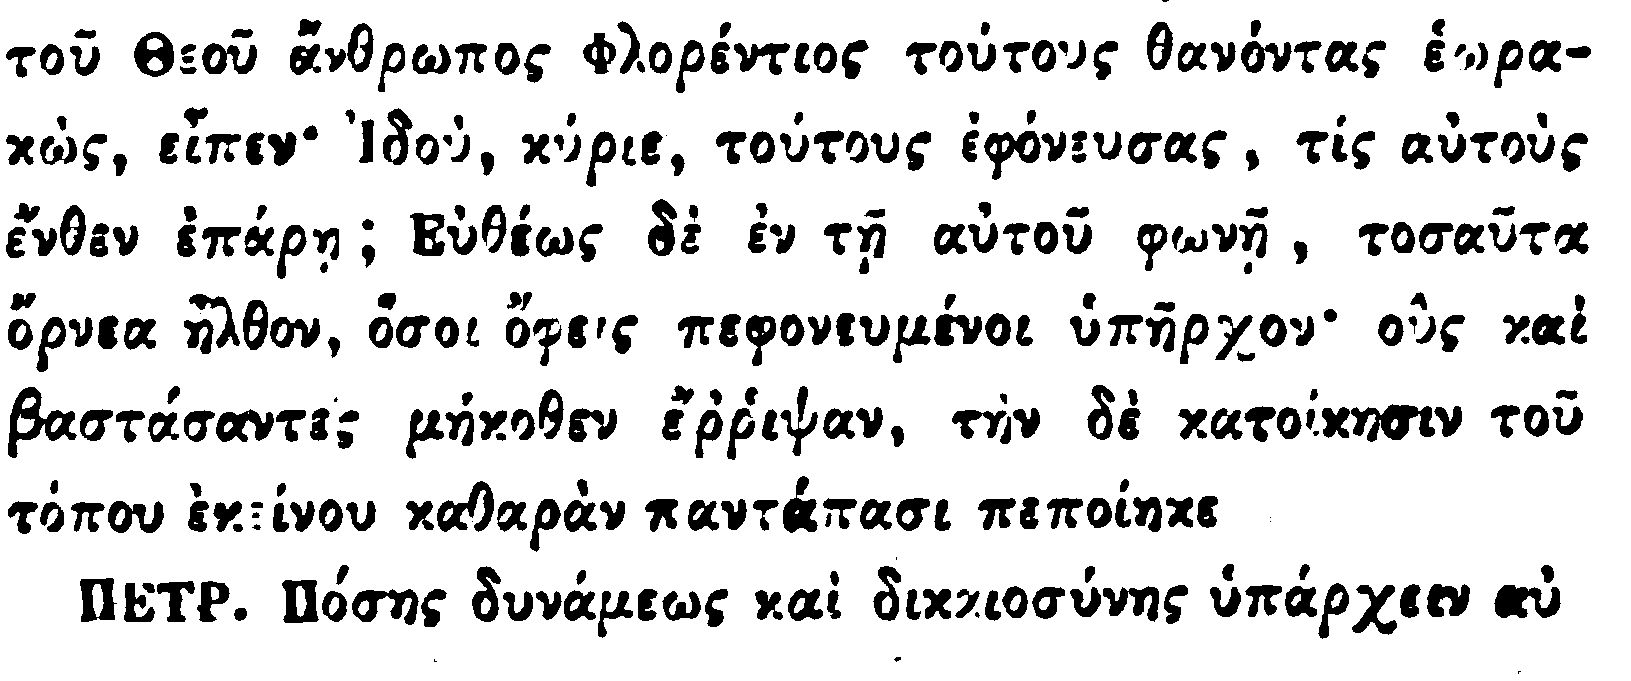 τοῦ Θεοῦ ἄνθρωπος Φλορέντιος τούτους θανόντας ἑωρα-
κὼς, εἶπεν· Ἰδοὺ, κύριε, τούτους ἐφόνευσας, τίς αὐτοὺς
ἔνθεν ἐπάρῃ; Εὐθέως δὲ ἐν τῇ αὐτοῦ φωνῇ, τοσαῦτα
ὄρνεα ἦλθον, ὅσοι ὄφεις πεφονευμένοι ὑπῆρχον· οὓς καὶ
βαστάσαντες μήκοθεν ἔῤῥιψαν, τὴν δὲ κατοίκησιν τοῦ
τόπου ἐκείνου καθαρὰν παντάπασι πεποίηκε
ΠΕΤΡ. Πόσης δυνάμεως καὶ δικαιοσύνης ὑπάρχειν αὐ